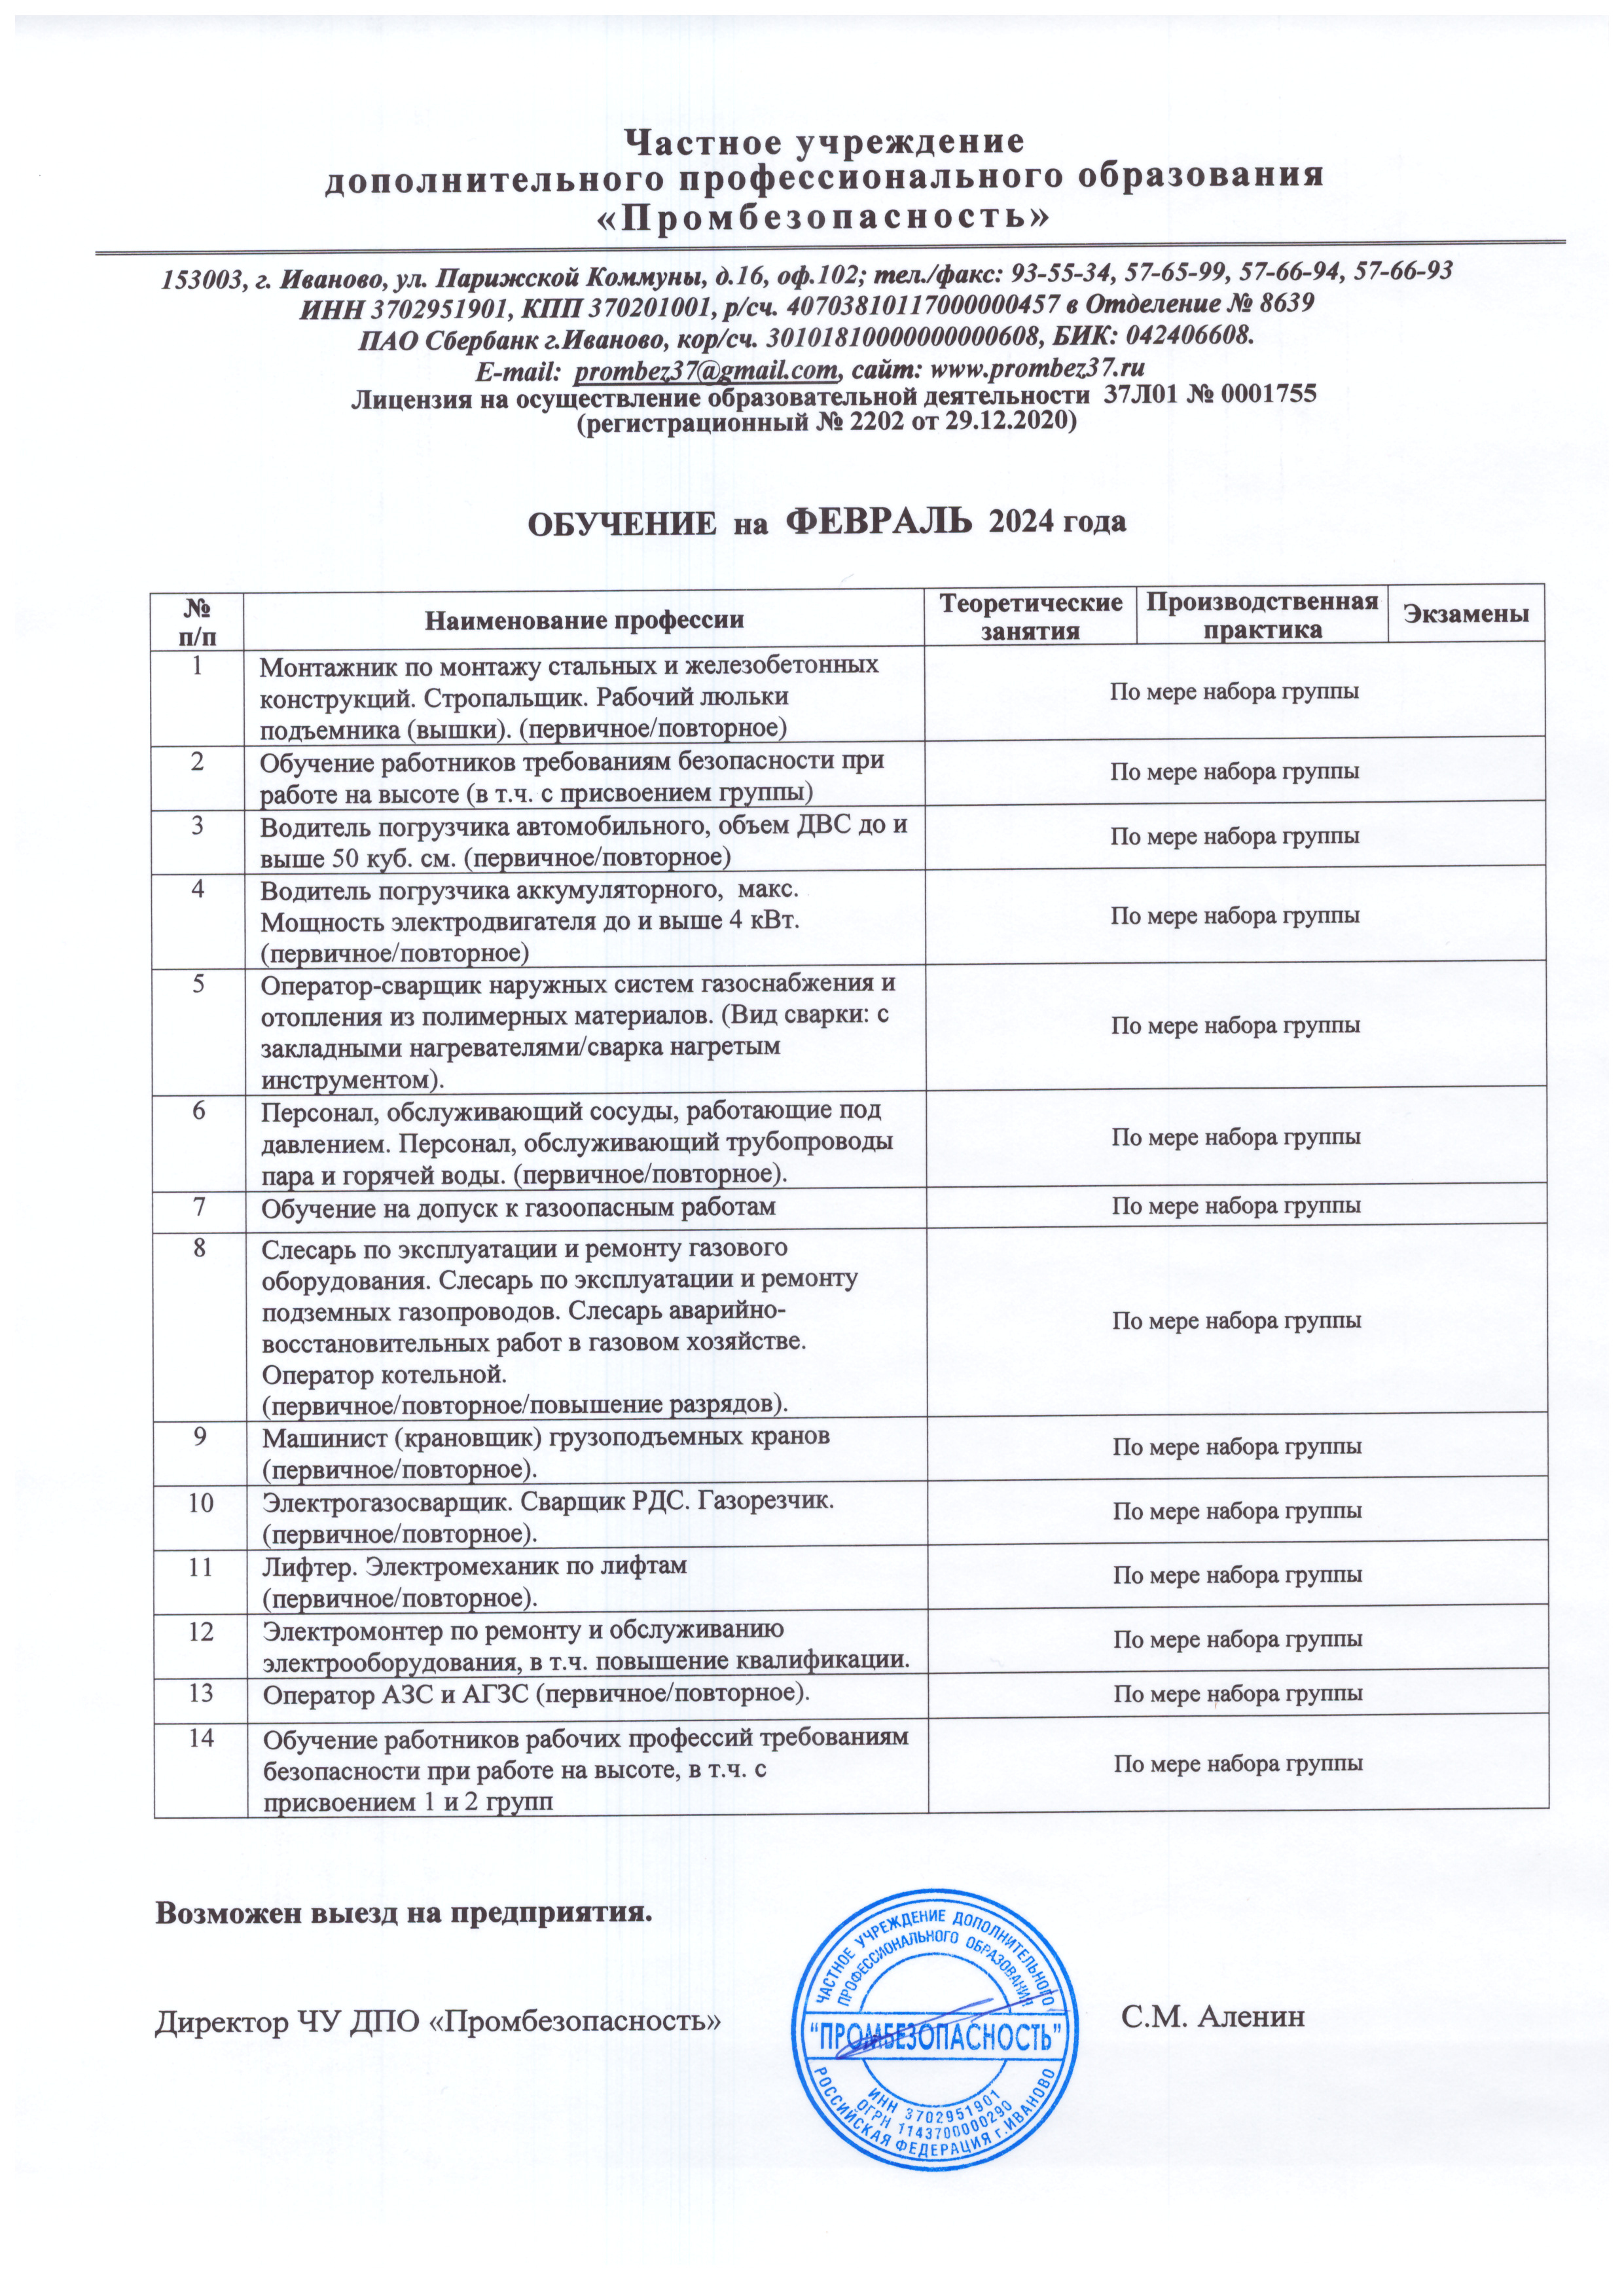 Частное учреждение
дополнительного профессионального образования
«Промбезопасность»
153003, г. Иваново, ул. Парижской Коммуны, д.16, оф.102; тел./факс: 93-55-34, 57-65-99, 57-66-94, 57-66-93
ИНН 3702951901, КПП 370201001, р/сч. 40703810117000000457 в Отделение № 8639
ПАО Сбербанк г.Иваново, кор/сч. 30101810000000000608, БИК: 042406608.
E-mail: prombez37@gmail.com, сайт: www.prombez37.ru
Лицензия на осуществление образовательной деятельности 37Л01 № 0001755
(регистрационный № 2202 от 29.12.2020)
ОБУЧЕНИЕ на ФЕВРАЛЬ 2024 года
№
п/п
Наименование профессии
Теоретические
занятия
Производственная
практика
Экзамены
1
Монтажник по монтажу стальных и железобетонных
конструкций. Стропальщик. Рабочий люльки
подъемника (вышки). (первичное/повторное)
По мере набора группы
2
Обучение работников требованиям безопасности при
работе на высоте (в т.ч. с присвоением группы)
По мере набора группы
3
Водитель погрузчика автомобильного, объем ДВС до и
выше 50 куб. см. (первичное/повторное)
По мере набора группы
4
Водитель погрузчика аккумуляторного, макс.
Мощность электродвигателя до и выше 4 кВт.
(первичное/повторное)
По мере набора группы
5
Оператор-сварщик наружных систем газоснабжения и
отопления из полимерных материалов. (Вид сварки: с
закладными нагревателями/сварка нагретым
инструментом).
По мере набора группы
6
Персонал, обслуживающий сосуды, работающие под
давлением. Персонал, обслуживающий трубопроводы
пара и горячей воды. (первичное/повторное).
По мере набора группы
7
Обучение на допуск к газоопасным работам
По мере набора группы
8
Слесарь по эксплуатации и ремонту газового
оборудования. Слесарь по эксплуатации и ремонту
подземных газопроводов. Слесарь аварийно-
восстановительных работ в газовом хозяйстве.
Оператор котельной.
(первичное/повторное/повышение разрядов).
По мере набора группы
9
Машинист (крановщик) грузоподъемных кранов
(первичное/повторное).
По мере набора группы
10
Электрогазосварщик. Сварщик РДС. Газорезчик.
(первичное/повторное).
По мере набора группы
11
Лифтер. Электромеханик по лифтам
(первичное/повторное).
По мере набора группы
12
Электромонтер по ремонту и обслуживанию
электрооборудования, в т.ч. повышение квалификации.
По мере набора группы
13
Оператор АЗС и АГЗС (первичное/повторное).
По мере набора группы
14
Обучение работников рабочих профессий требованиям
безопасности при работе на высоте, в т.ч. с
присвоением 1 и 2 групп
По мере набора группы
Возможен выезд на предприятия.
Директор ЧУ ДПО «Промбезопасность»
С.М. Аленин
ЧАСТНОЕ УЧРЕЖДЕНИЕ ДОПОЛНИТЕЛЬНОГО
ПРОФЕССИОНАЛЬНОГО ОБРАЗОВАНИЯ
"ПРОМБЕЗОПАСНОСТЬ"
ИНН 3702951901
ОГРН 1143700000290
РОССИЙСКАЯ ФЕДЕРАЦИЯ г.ИВАНОВО